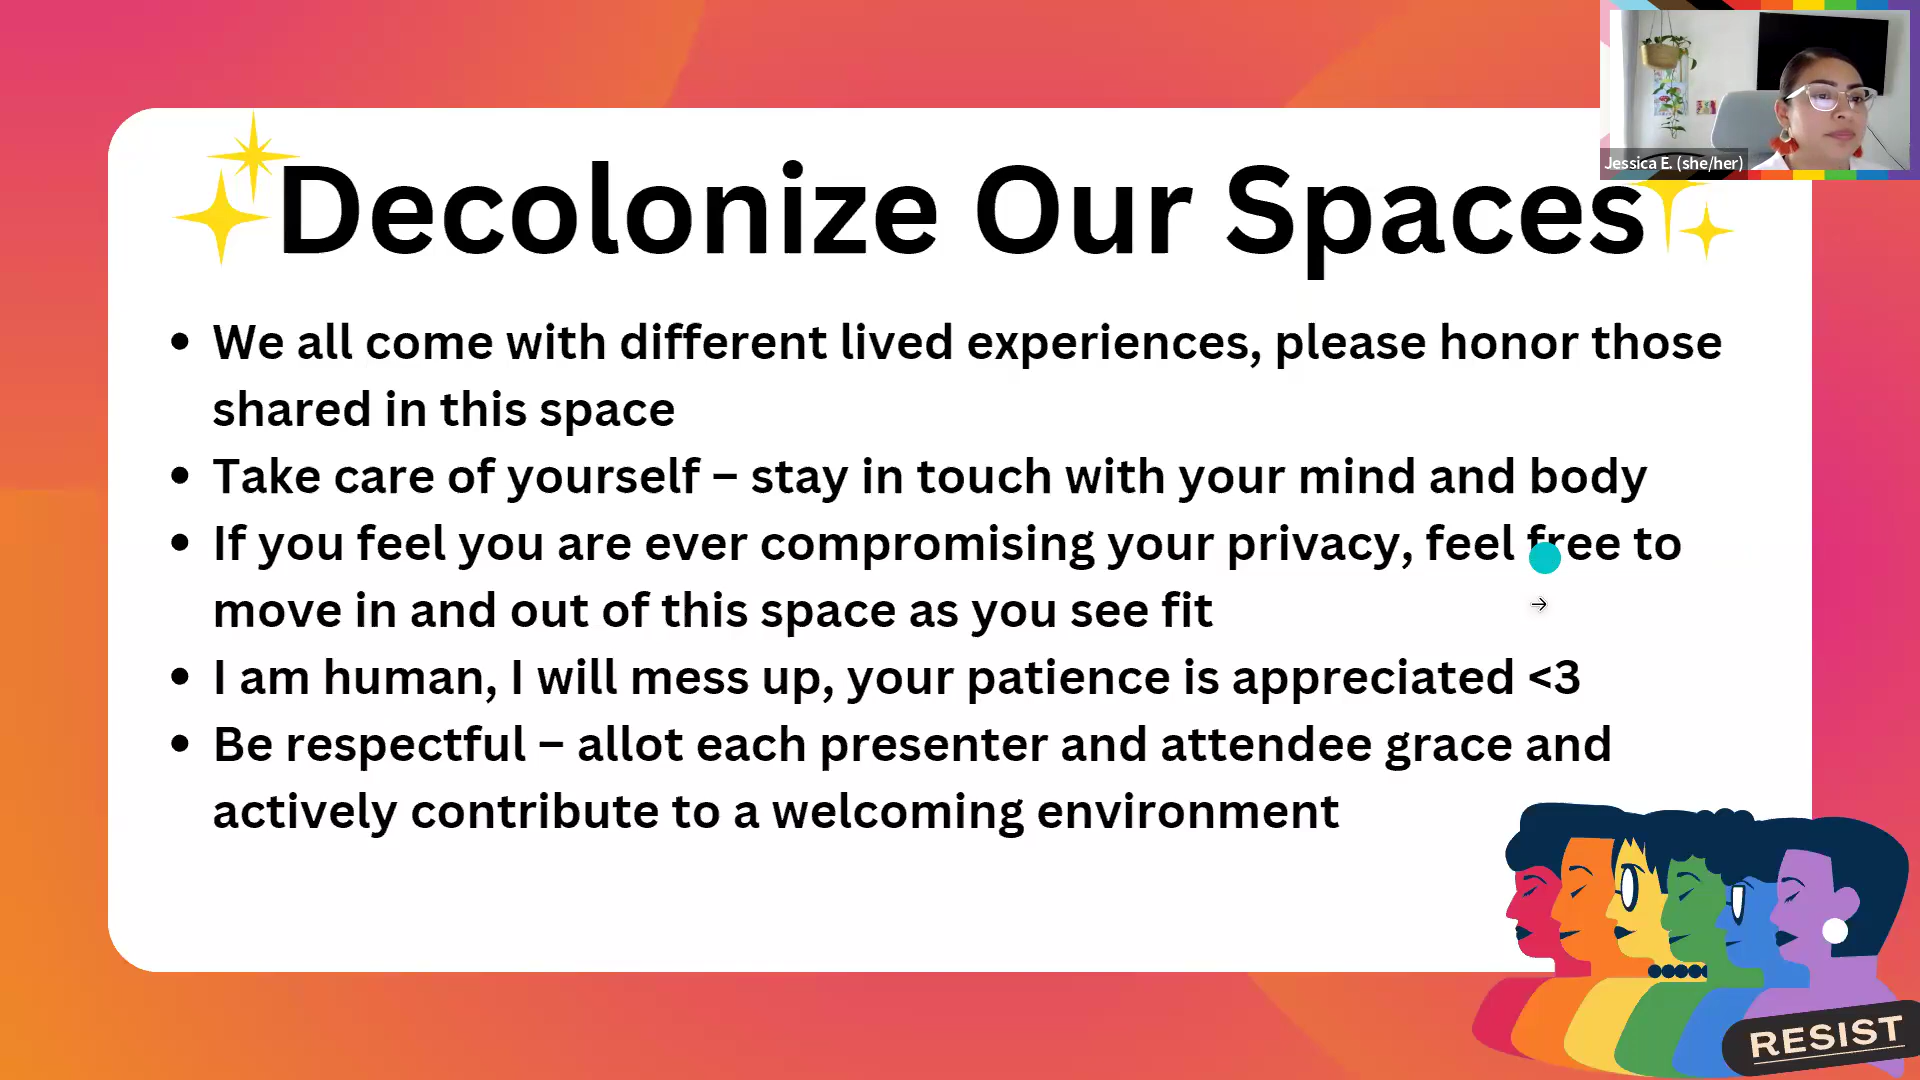 Jessica E. (she/her)
Decolonize Our Spaces
• We all come with different lived experiences, please honor those
shared in this space
• Take care of yourself – stay in touch with your mind and body
• If you feel you are ever compromising your privacy, feel free to
move in and out of this space as you see fit
• I am human, I will mess up, your patience is appreciated <3
• Be respectful – allot each presenter and attendee grace and
actively contribute to a welcoming environment
RESIST